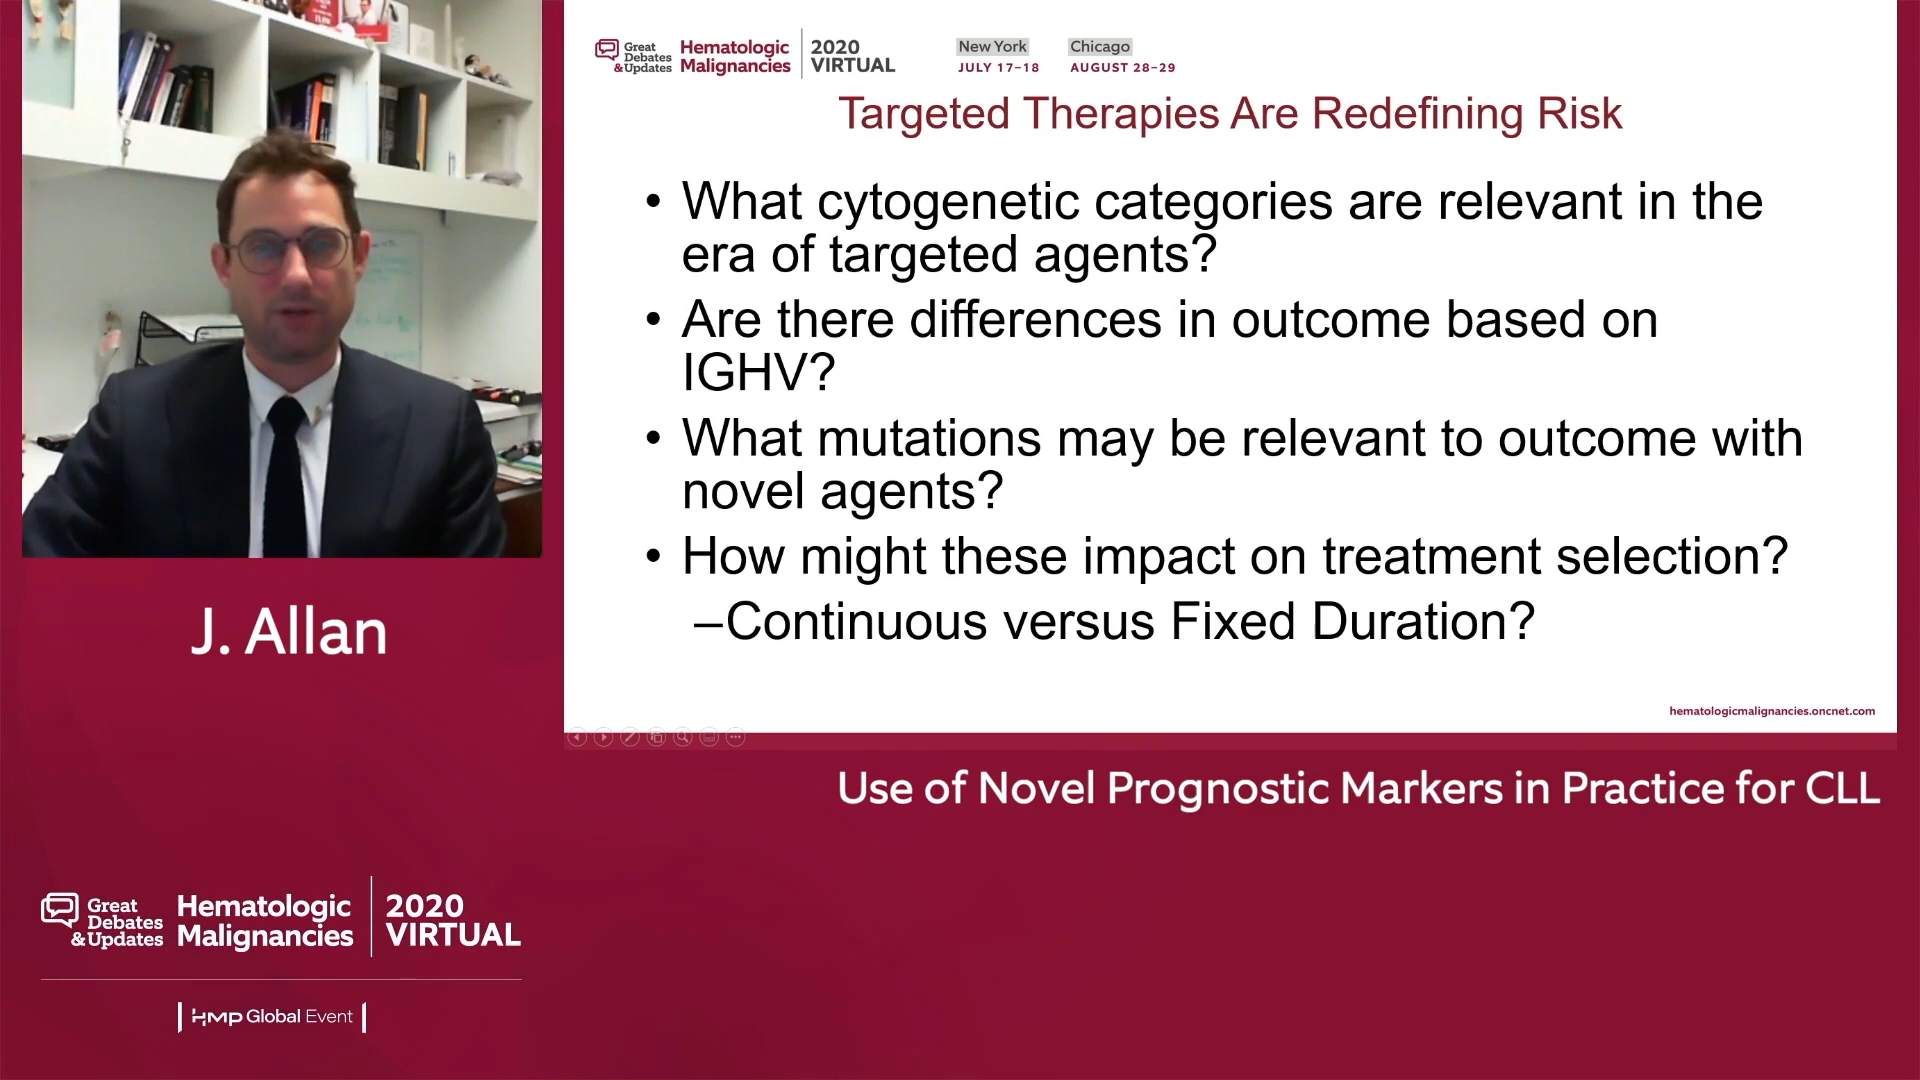 Great
Debates
&Updates
Hematologic
Malignancies
2020
VIRTUAL
New York
JULY 17–18
Chicago
AUGUST 28–29
Targeted Therapies Are Redefining Risk
• What cytogenetic categories are relevant in the
era of targeted agents?
• Are there differences in outcome based on
IGHV?
• What mutations may be relevant to outcome with
novel agents?
• How might these impact on treatment selection?
–Continuous versus Fixed Duration?
hematologicmalignancies.oncnet.com
J. Allan
Use of Novel Prognostic Markers in Practice for CLL
Great
Debates
&Updates
Hematologic
Malignancies
2020
VIRTUAL
HMP Global Event